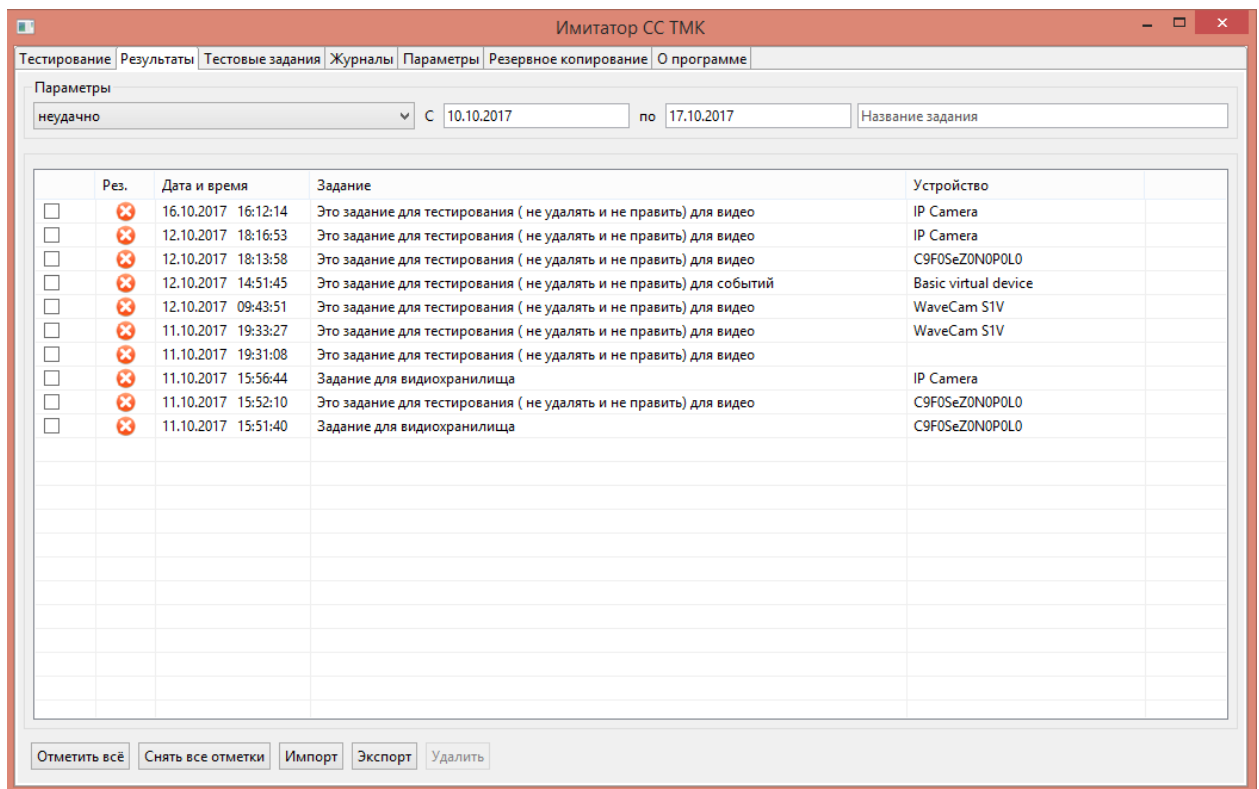 Имитатор СС ТМК
Тестирование Результаты Тестовые задания Журналы Параметры Резервное копирование О программе
Параметры
неудачно С 10.10.2017 по 17.10.2017 Название задания
Рез. Дата и время Задание Устройство
16.10.2017 16:12:14 Это задание для тестирования ( не удалять и не править) для видео IP Camera
12.10.2017 18:16:53 Это задание для тестирования ( не удалять и не править) для видео IP Camera
12.10.2017 18:13:58 Это задание для тестирования ( не удалять и не править) для видео C9F0SeZ0N0P0L0
12.10.2017 14:51:45 Это задание для тестирования ( не удалять и не править) для событий Basic virtual device
12.10.2017 09:43:51 Это задание для тестирования ( не удалять и не править) для видео WaveCam S1V
11.10.2017 19:33:27 Это задание для тестирования ( не удалять и не править) для видео WaveCam S1V
11.10.2017 19:31:08 Это задание для тестирования ( не удалять и не править) для видео
11.10.2017 15:56:44 Задание для видиохранилища IP Camera
11.10.2017 15:52:10 Это задание для тестирования ( не удалять и не править) для видео C9F0SeZ0N0P0L0
11.10.2017 15:51:40 Задание для видиохранилища C9F0SeZ0N0P0L0
Отметить всё Снять все отметки Импорт Экспорт Удалить